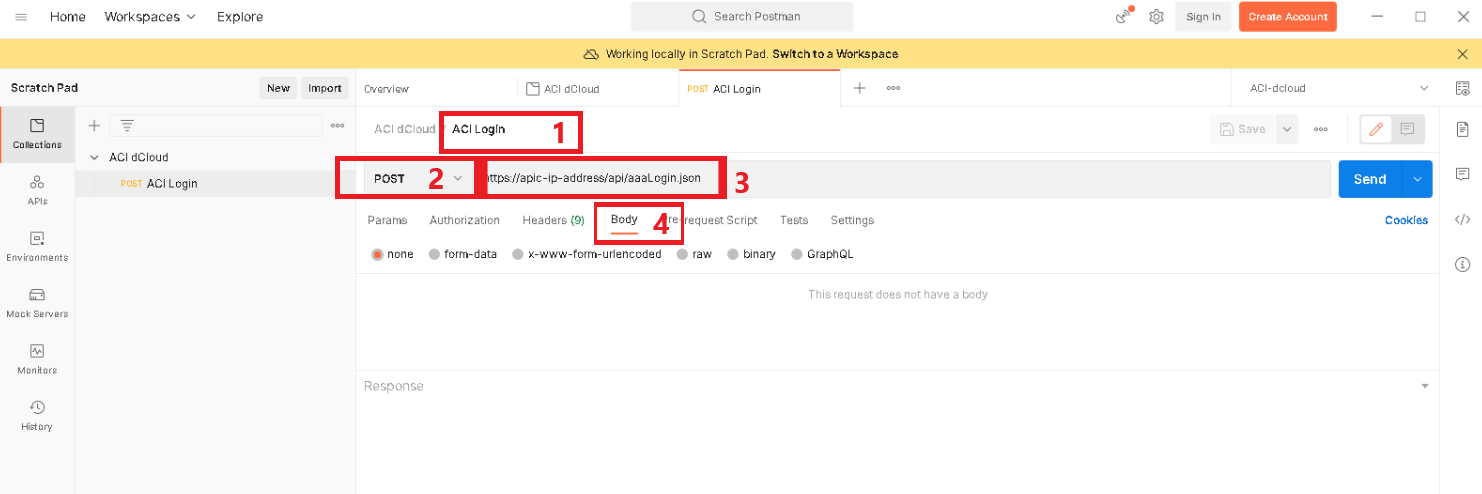 Home Workspaces Explore Search Postman Sign In Create Account
Working locally in Scratch Pad. Switch to a Workspace
Scratch Pad New Import Overview ACI dCloud POST ACI Login ACI-dcloud
Collections
ACI dCloud / ACI Login 1 Save
ACI dCloud
POST ACI Login
POST 2 https://apic-ip-address/api/aaaLogin.json 3 Send
APIs
Params Authorization Headers (9) Body 4 Pre-request Script Tests Settings Cookies
Environments
none form-data x-www-form-urlencoded raw binary GraphQL
This request does not have a body
Mock Servers
Monitors
Response
History